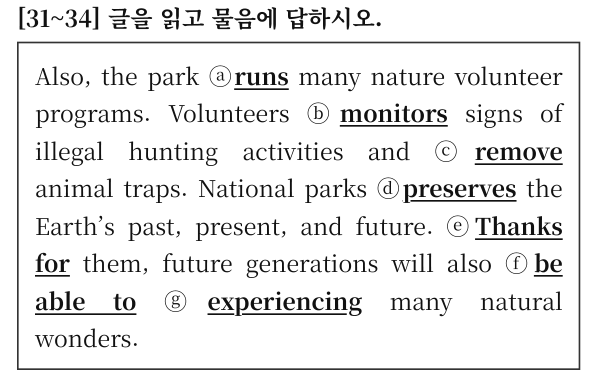 [31~34] 글을 읽고 물음에 답하시오.
Also, the park ⓐruns many nature volunteer
programs. Volunteers ⓑ monitors signs of
illegal hunting activities and ⓒ remove
animal traps. National parks ⓓpreserves the
Earth’s past, present, and future. ⓔThanks
for them, future generations will also ⓕbe
able to ⓖ experiencing many natural
wonders.